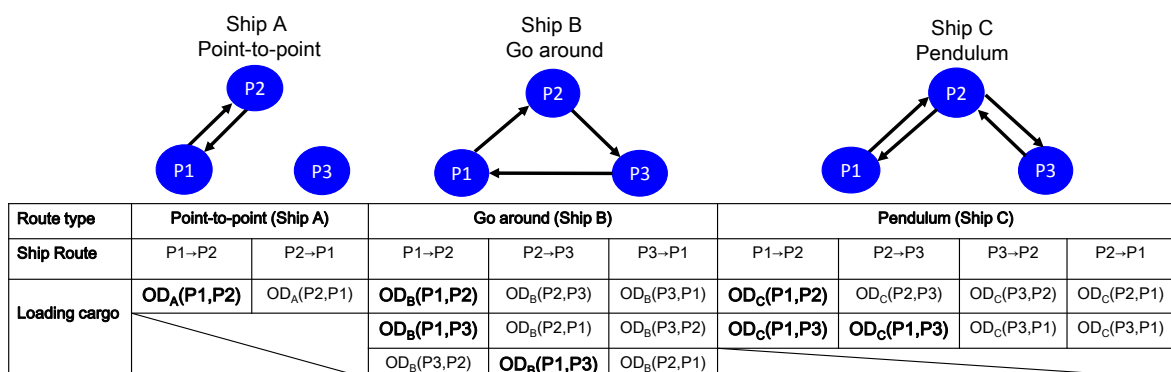 Ship A
Point-to-point
Ship B
Go around
Ship C
Pendulum
P2
P1
P3
P2
P1
P3
P2
P1
P3
Route type Point-to-point (Ship A) Go around (Ship B) Pendulum (Ship C)
Ship Route P1→P2 P2→P1 P1→P2 P2→P3 P3→P1 P1→P2 P2→P3 P3→P2 P2→P1
Loading cargo OD_A(P1,P2) OD_A(P2,P1) OD_B(P1,P2) OD_B(P2,P3) OD_B(P3,P1) OD_C(P1,P2) OD_C(P2,P3) OD_C(P3,P2) OD_C(P2,P1)
OD_B(P1,P3) OD_B(P2,P1) OD_B(P3,P2) OD_C(P1,P3) OD_C(P1,P3) OD_C(P3,P1) OD_C(P3,P1)
OD_B(P3,P2) OD_B(P1,P3) OD_B(P2,P1)